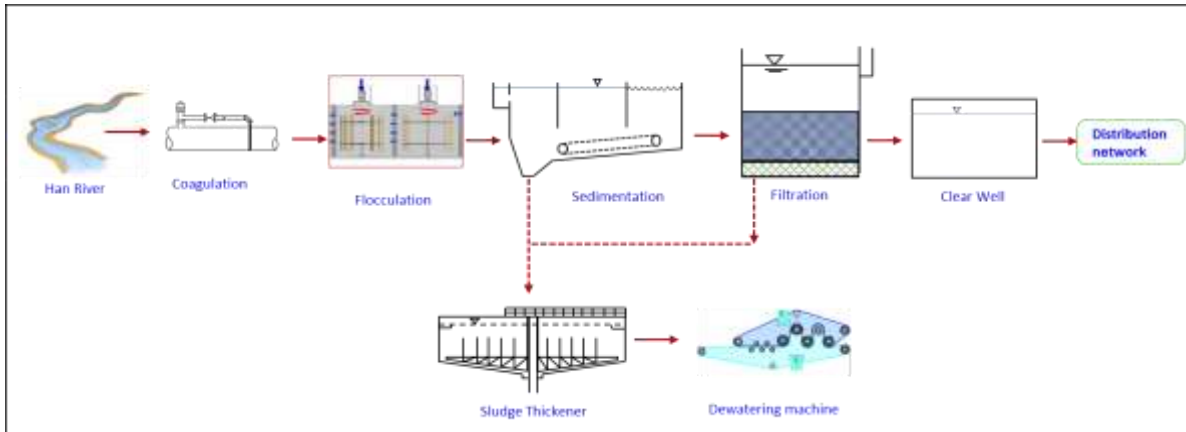 Han River
Coagulation
Flocculation
Sedimentation
Filtration
Clear Well
Distribution
network
Sludge Thickener
Dewatering machine